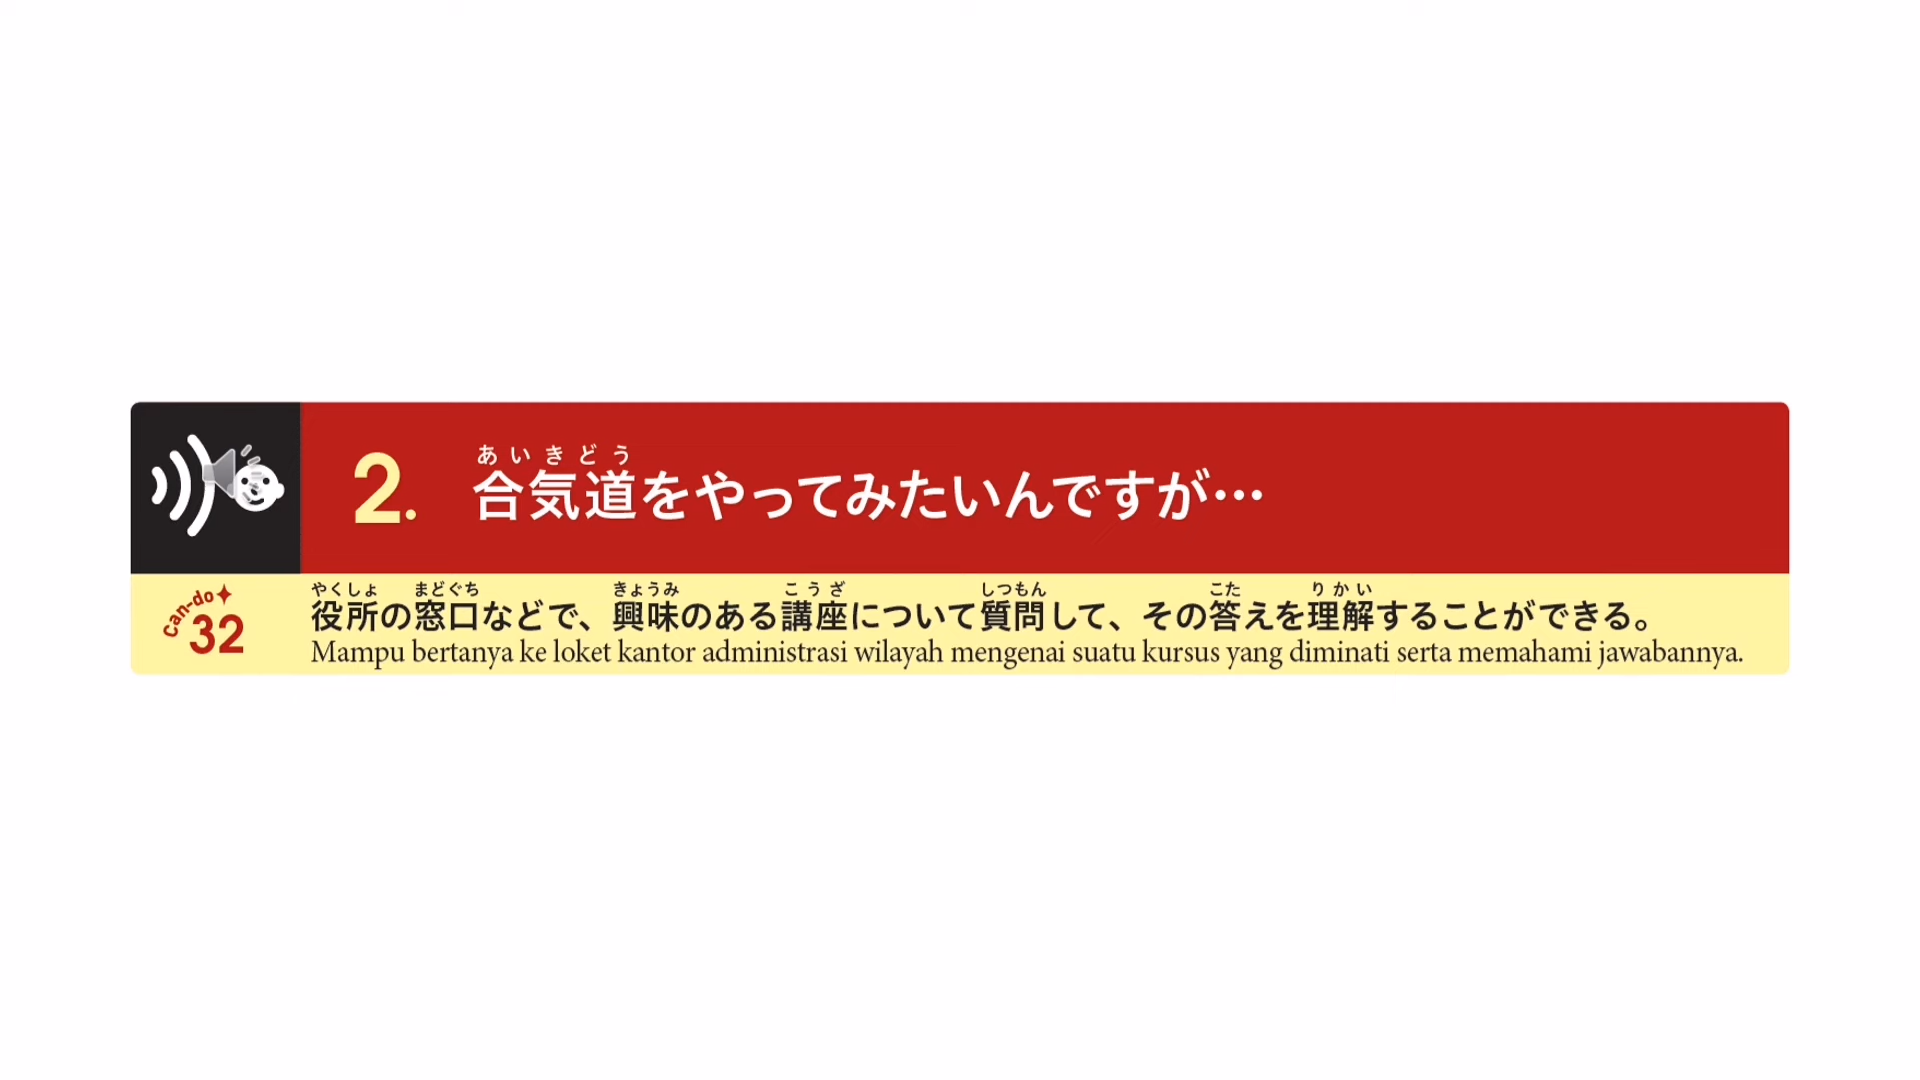 あいきどう
2. 合気道をやってみたいんですが…
Can-do 32
やくしょ まどぐち きょうみ こうざ しつもん こた りかい
役所の窓口などで、興味のある講座について質問して、その答えを理解することができる。
Mampu bertanya ke loket kantor administrasi wilayah mengenai suatu kursus yang diminati serta memahami jawabannya.